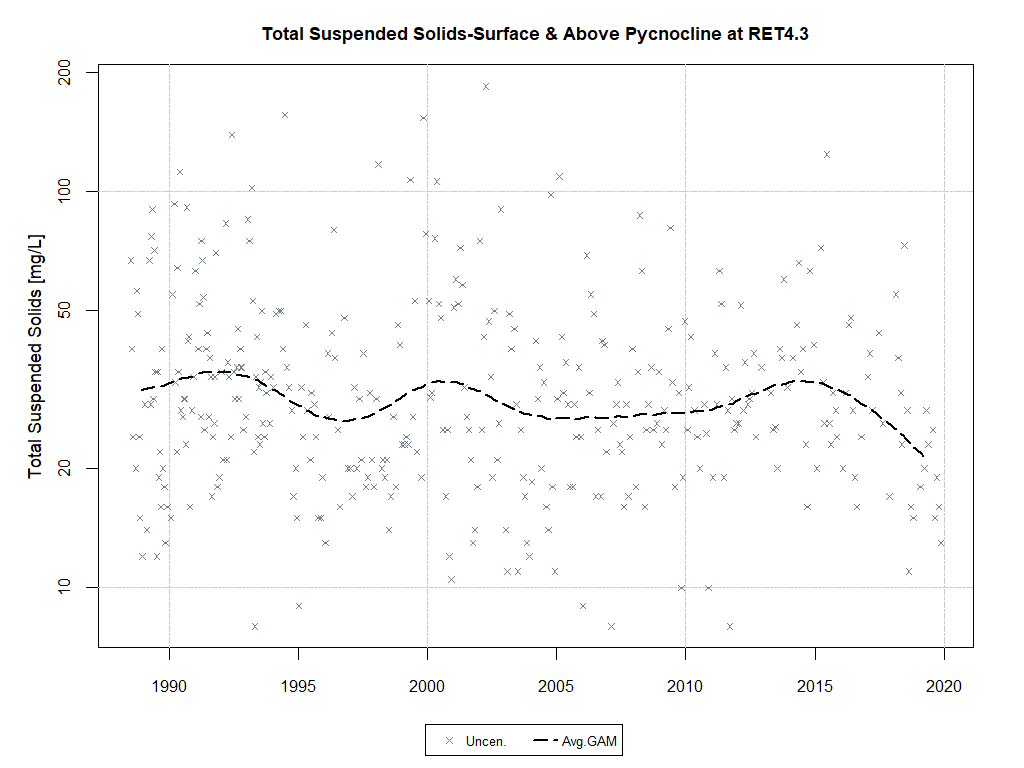 Total Suspended Solids-Surface & Above Pycnocline at RET4.3
Total Suspended Solids [mg/L]
200
100
50
20
10
1990 1995 2000 2005 2010 2015 2020
Uncen. Avg.GAM